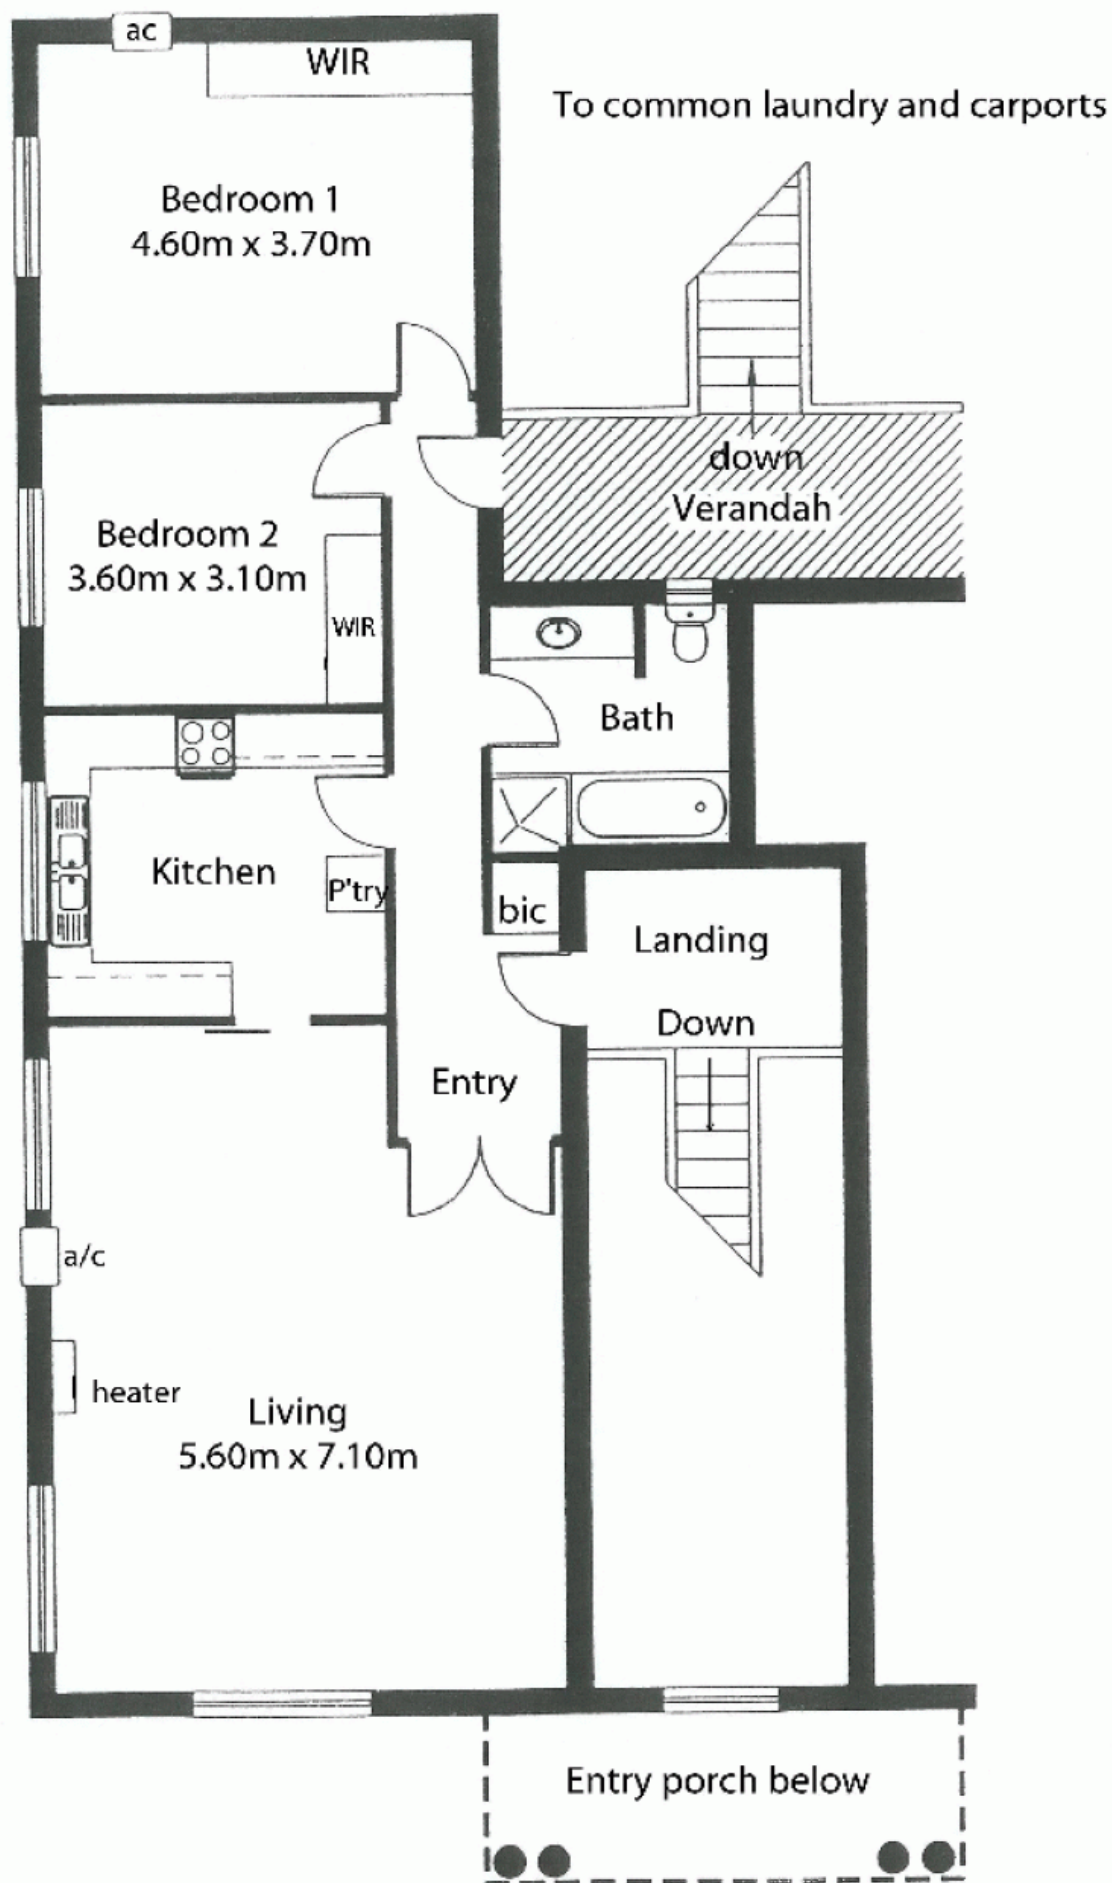 ac
WIR
To common laundry and carports
Bedroom 1
4.60m x 3.70m
down
Verandah
Bedroom 2
3.60m x 3.10m
WIR
Bath
Kitchen
P'try
bic
Landing
Down
Entry
a/c
heater
Living
5.60m x 7.10m
Entry porch below